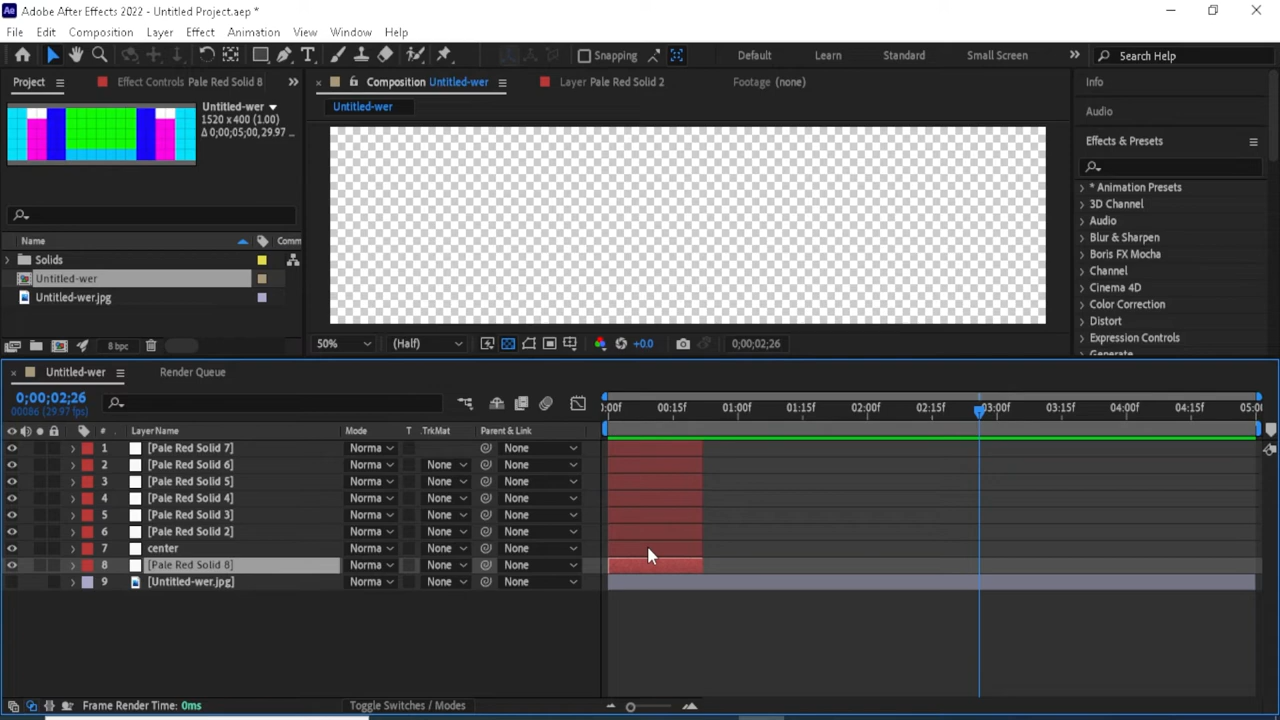 Ae Adobe After Effects 2022 - Untitled Project.aep *
File Edit Composition Layer Effect Animation View Window Help
Snapping Default Learn Standard Small Screen Search Help
Project Effect Controls Pale Red Solid 8 Composition Untitled-wer Layer Pale Red Solid 2 Footage (none) Info
Untitled-wer
1520 x 400 (1.00)
Δ 0;00;05;00, 29.97 ...
Untitled-wer
Audio
Effects & Presets
* Animation Presets
3D Channel
Audio
Blur & Sharpen
Boris FX Mocha
Channel
Cinema 4D
Color Correction
Distort
Expression Controls
Generate
Name Comm
Solids
Untitled-wer
Untitled-wer.jpg
8 bpc 50% (Half) +0.0 0;00;02;26
Untitled-wer Render Queue
0;00;02;26
00086 (29.97 fps)
):00f 00:15f 01:00f 01:15f 02:00f 02:15f 03:00f 03:15f 04:00f 04:15f 05:0
# Layer Name Mode T TrkMat Parent & Link
1 [Pale Red Solid 7] Norma None
2 [Pale Red Solid 6] Norma None None
3 [Pale Red Solid 5] Norma None None
4 [Pale Red Solid 4] Norma None None
5 [Pale Red Solid 3] Norma None None
6 [Pale Red Solid 2] Norma None None
7 center Norma None None
8 [Pale Red Solid 8] Norma None None
9 [Untitled-wer.jpg] Norma None None
Frame Render Time: 0ms Toggle Switches / Modes